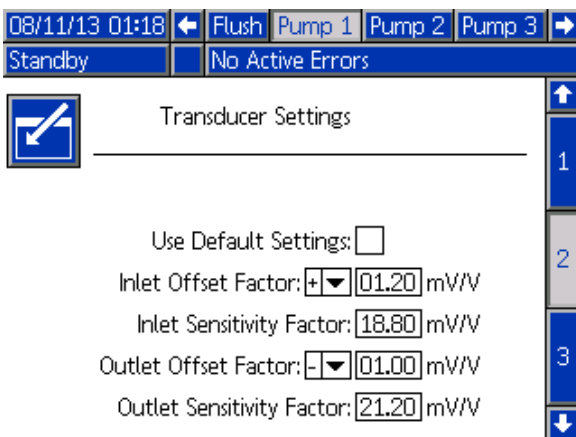 08/11/13 01:18 Flush Pump 1 Pump 2 Pump 3
Standby No Active Errors
Transducer Settings
1
Use Default Settings:
2
Inlet Offset Factor: + 01.20 mV/V
Inlet Sensitivity Factor: 18.80 mV/V
Outlet Offset Factor: - 01.00 mV/V
3
Outlet Sensitivity Factor: 21.20 mV/V